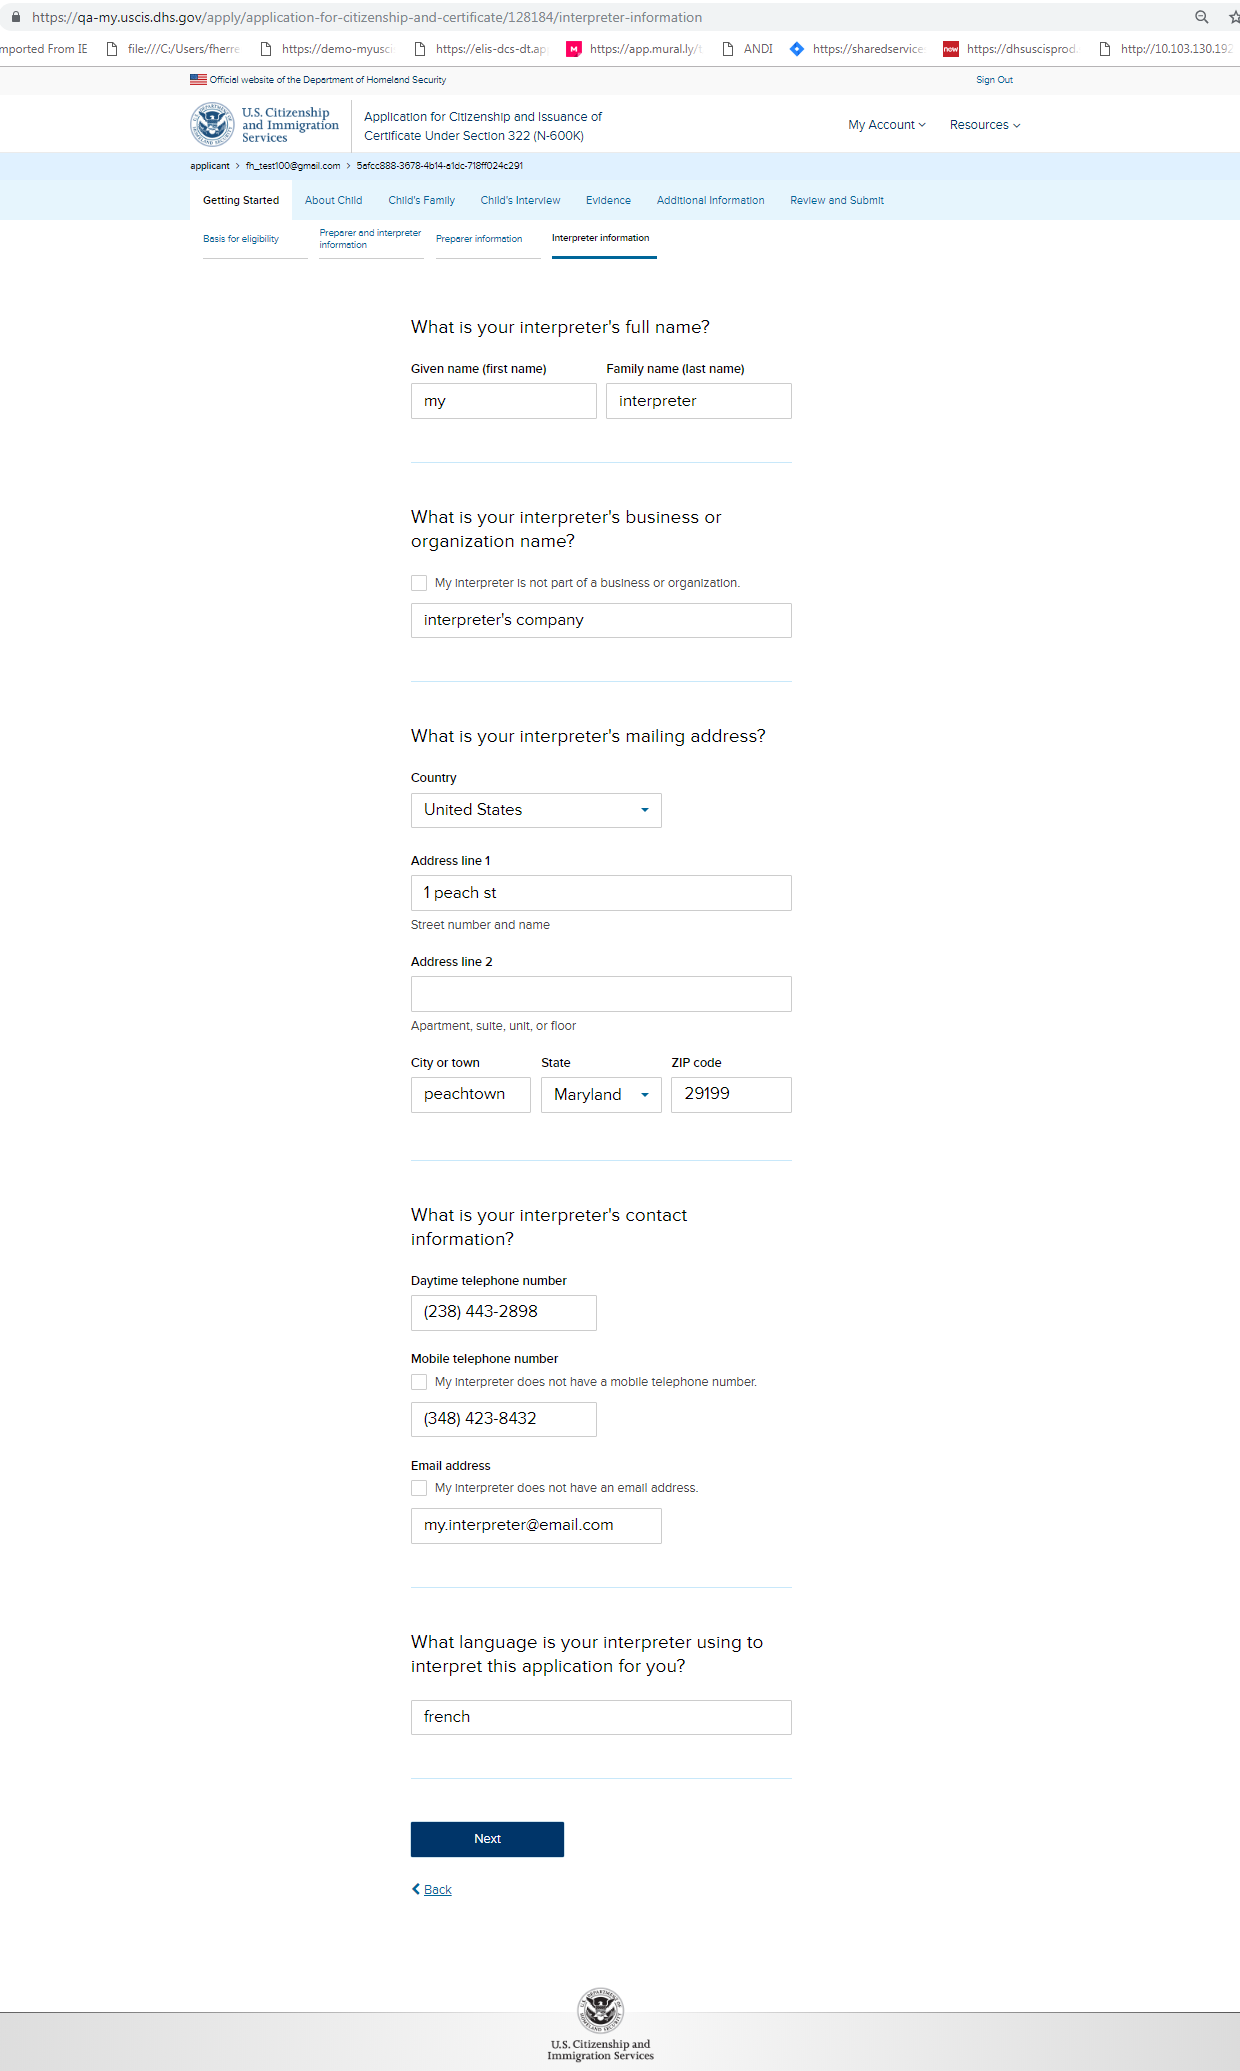 https://qa-my.uscis.dhs.gov/apply/application-for-citizenship-and-certificate/128184/interpreter-information
mported From IE file:///C:/Users/fherre https://demo-myusci https://elis-dcs-dt.ap https://app.mural.ly/t ANDI https://sharedservice now https://dhsuscisprod. http://10.103.130.192
Official website of the Department of Homeland Security Sign Out
U.S. Citizenship
and Immigration
Services
Application for Citizenship and Issuance of
Certificate Under Section 322 (N-600K)
My Account Resources
applicant > fh_test100@gmail.com > 5afcc888-3678-4b14-a1dc-718ff024c291
Getting Started About Child Child's Family Child's Interview Evidence Additional Information Review and Submit
Basis for eligibility
Preparer and interpreter
information
Preparer information
Interpreter information
What is your interpreter's full name?
Given name (first name) Family name (last name)
my interpreter
What is your interpreter's business or
organization name?
My interpreter is not part of a business or organization.
interpreter's company
What is your interpreter's mailing address?
Country
United States
Address line 1
1 peach st
Street number and name
Address line 2
Apartment, suite, unit, or floor
City or town State ZIP code
peachtown Maryland 29199
What is your interpreter's contact
information?
Daytime telephone number
(238) 443-2898
Mobile telephone number
My interpreter does not have a mobile telephone number.
(348) 423-8432
Email address
My interpreter does not have an email address.
my.interpreter@email.com
What language is your interpreter using to
interpret this application for you?
french
Next
Back
U.S. Citizenship and
Immigration Services